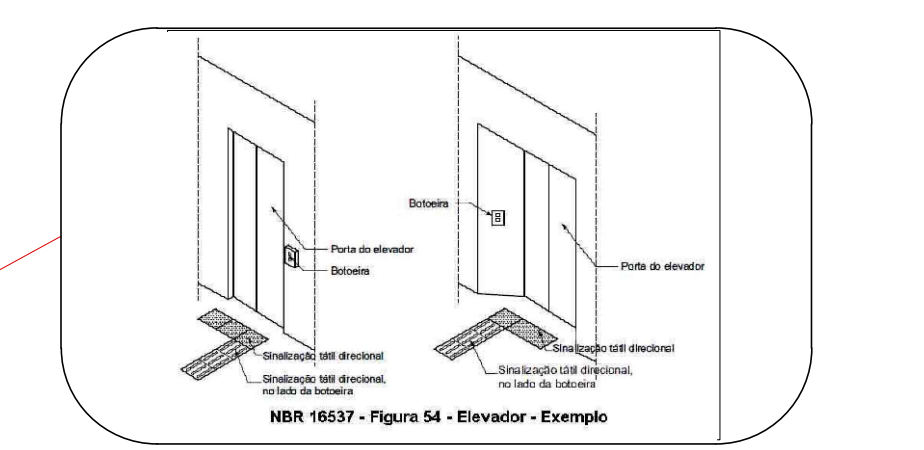 Porta do elevador
Botoeira
Sinalização tátil direcional
Sinalização tátil direcional,
no lado da botoeira
Botoeira
Porta do elevador
Sinalização tátil direcional
Sinalização tátil direcional,
no lado da botoeira
NBR 16537 - Figura 54 - Elevador - Exemplo